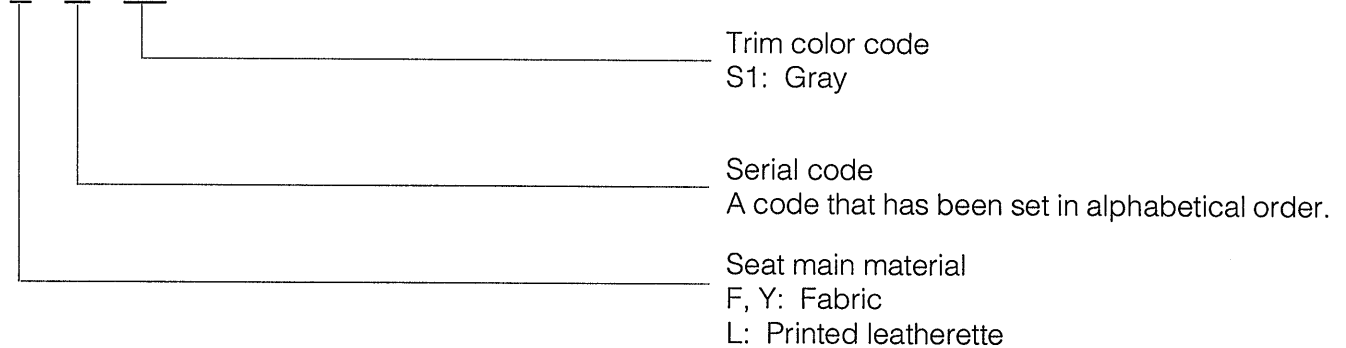 Trim color code
S1: Gray
Serial code
A code that has been set in alphabetical order.
Seat main material
F, Y: Fabric
L: Printed leatherette